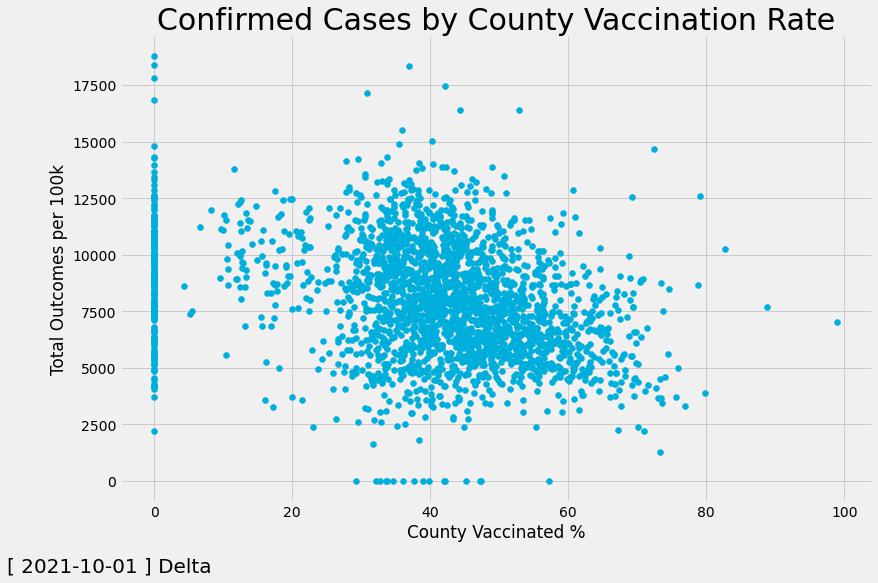 Confirmed Cases by County Vaccination Rate
Total Outcomes per 100k
17500
15000
12500
10000
7500
5000
2500
0
0 20 40 60 80 100
County Vaccinated %
[ 2021-10-01 ] Delta